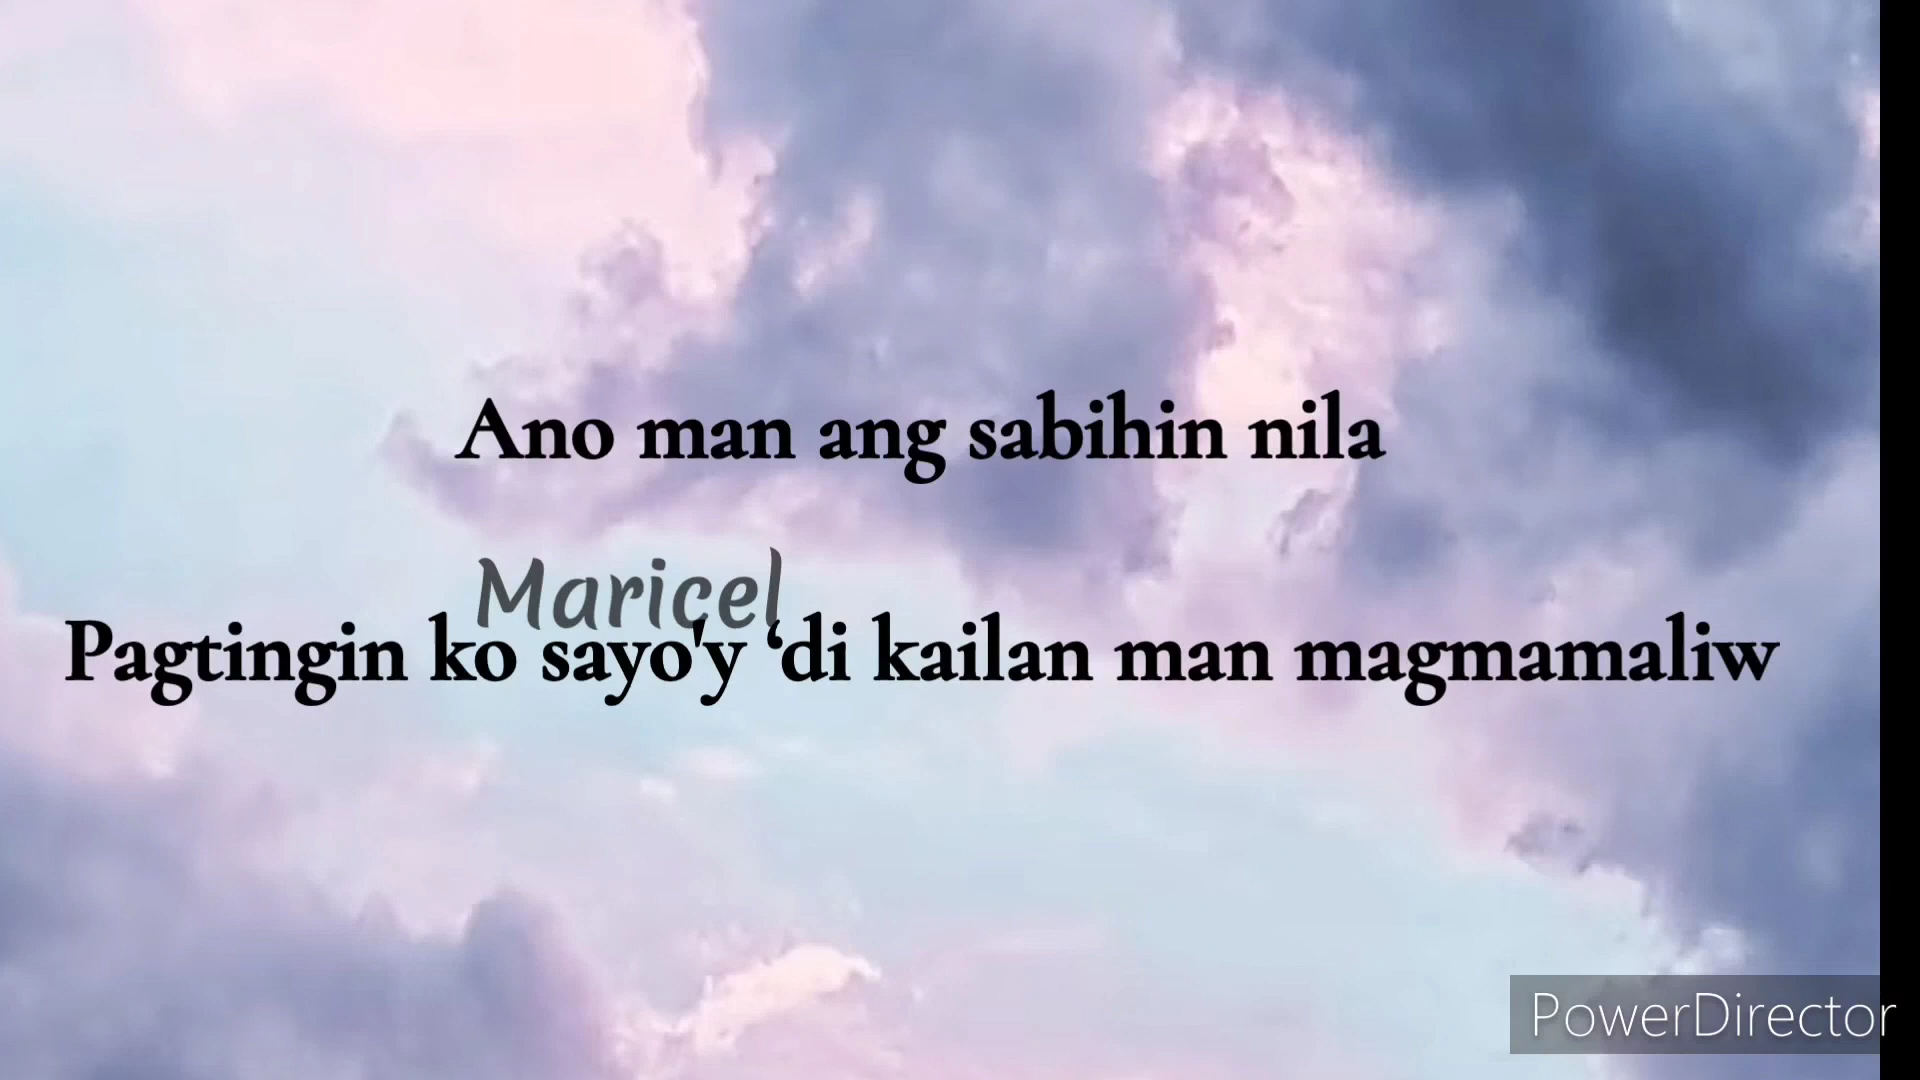 Ano man ang sabihin nila
Maricel
Pagtingin ko sayo'y ‘di kailan man magmamaliw
PowerDirector